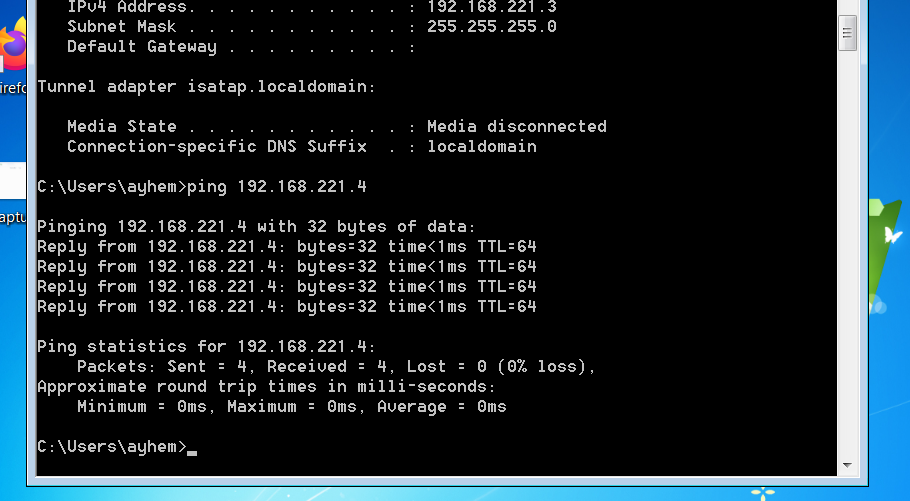 IPv4 Address. . . . . . . . . . . : 192.168.221.3
Subnet Mask . . . . . . . . . . . : 255.255.255.0
Default Gateway . . . . . . . . . :
Tunnel adapter isatap.localdomain:
Media State . . . . . . . . . . . : Media disconnected
Connection-specific DNS Suffix  . : localdomain
C:\Users\ayhem>ping 192.168.221.4
Pinging 192.168.221.4 with 32 bytes of data:
Reply from 192.168.221.4: bytes=32 time<1ms TTL=64
Reply from 192.168.221.4: bytes=32 time<1ms TTL=64
Reply from 192.168.221.4: bytes=32 time<1ms TTL=64
Reply from 192.168.221.4: bytes=32 time<1ms TTL=64
Ping statistics for 192.168.221.4:
Packets: Sent = 4, Received = 4, Lost = 0 (0% loss),
Approximate round trip times in milli-seconds:
Minimum = 0ms, Maximum = 0ms, Average = 0ms
C:\Users\ayhem>_